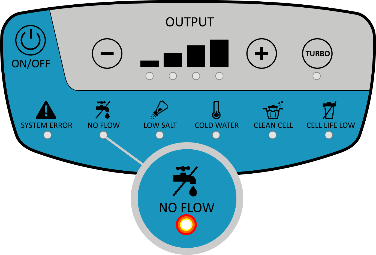 OUTPUT
ON/OFF
TURBO
SYSTEM ERROR
NO FLOW
LOW SALT
COLD WATER
CLEAN CELL
CELL LIFE LOW
NO FLOW